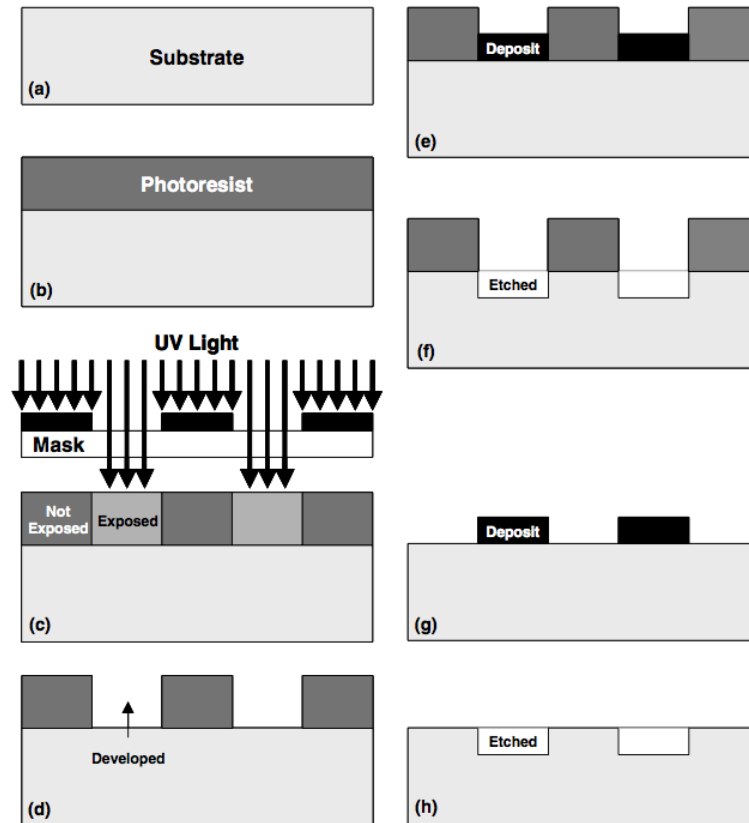 Substrate
(a)
Photoresist
(b)
UV Light
Mask
Not
Exposed
Exposed
(c)
Developed
(d)
Deposit
(e)
Etched
(f)
Deposit
(g)
Etched
(h)